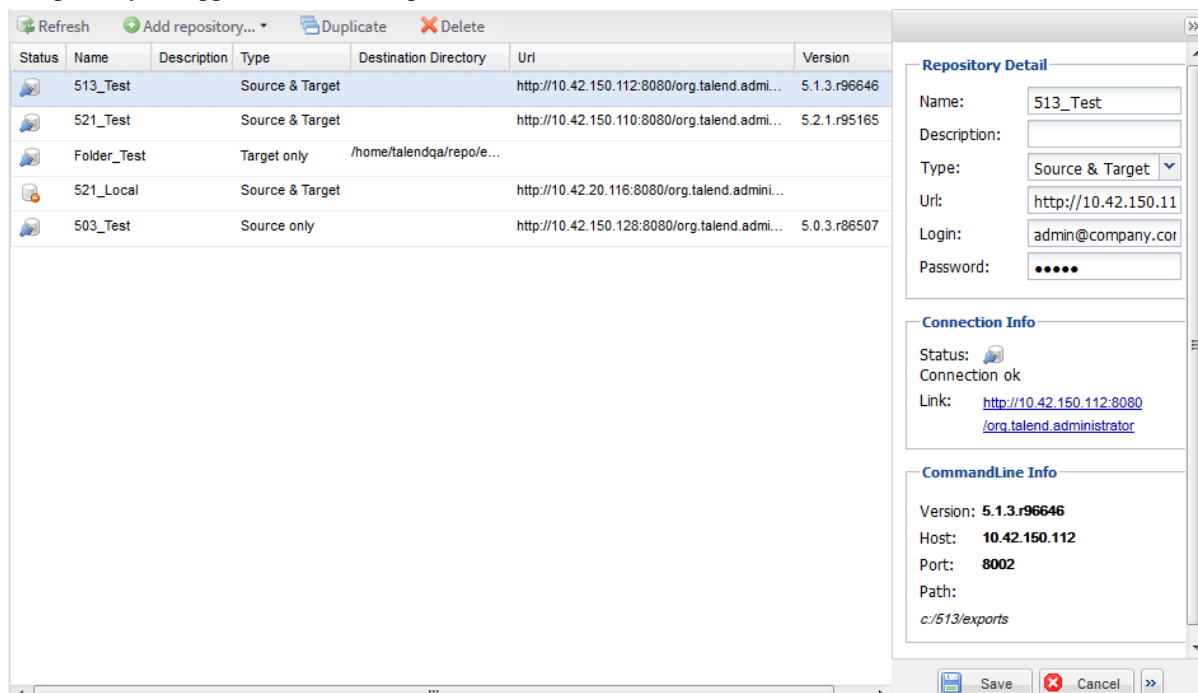 Refresh Add repository... Duplicate Delete
Status Name Description Type Destination Directory Url Version
513_Test Source & Target http://10.42.150.112:8080/org.talend.admi... 5.1.3.r96646
521_Test Source & Target http://10.42.150.110:8080/org.talend.admi... 5.2.1.r95165
Folder_Test Target only /home/talendqa/repo/e...
521_Local Source & Target http://10.42.20.116:8080/org.talend.admini...
503_Test Source only http://10.42.150.128:8080/org.talend.admi... 5.0.3.r86507
Repository Detail
Name: 513_Test
Description:
Type: Source & Target
Url: http://10.42.150.11
Login: admin@company.cor
Password: •••••
Connection Info
Status:
Connection ok
Link: http://10.42.150.112:8080
/org.talend.administrator
CommandLine Info
Version: 5.1.3.r96646
Host: 10.42.150.112
Port: 8002
Path:
c:/513/exports
Save Cancel